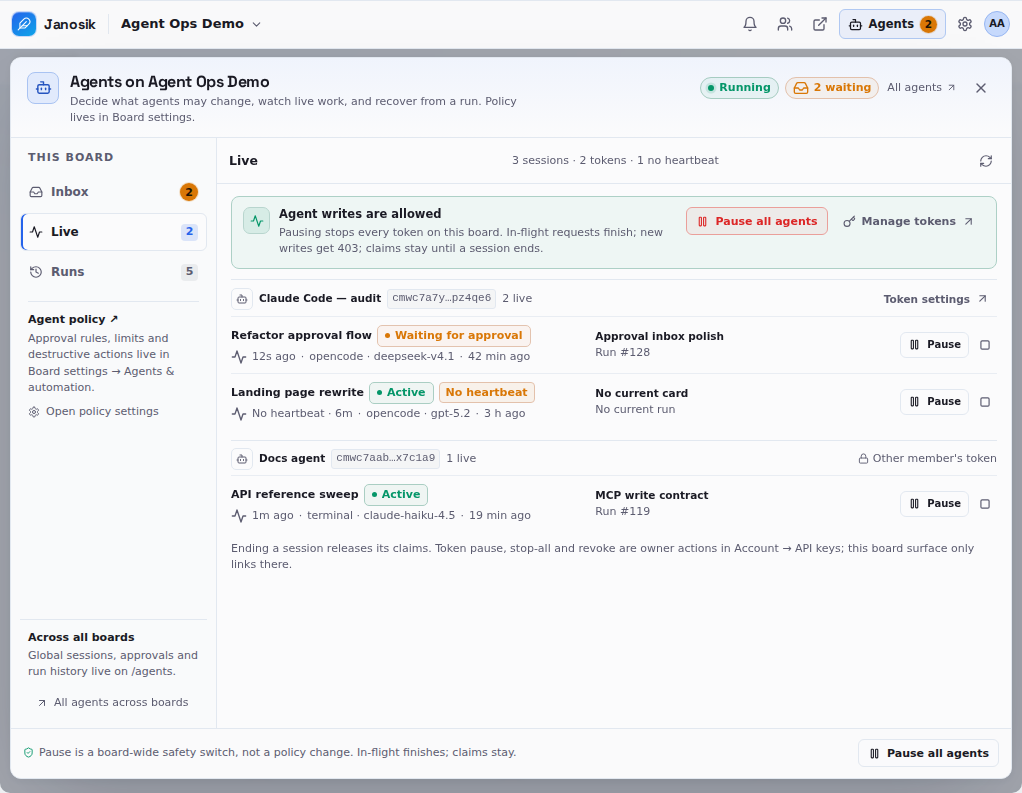 Janosik
Agent Ops Demo
Agents 2
AA
Agents on Agent Ops Demo
Decide what agents may change, watch live work, and recover from a run. Policy
lives in Board settings.
Running
2 waiting
All agents
THIS BOARD
Inbox 2
Live 2
Runs 5
Agent policy ↗
Approval rules, limits and
destructive actions live in
Board settings → Agents &
automation.
Open policy settings
Across all boards
Global sessions, approvals and
run history live on /agents.
All agents across boards
Live
3 sessions · 2 tokens · 1 no heartbeat
Agent writes are allowed
Pausing stops every token on this board. In-flight requests finish; new
writes get 403; claims stay until a session ends.
Pause all agents
Manage tokens
Claude Code — audit cmwc7a7y…pz4qe6 2 live
Token settings
Refactor approval flow Waiting for approval
12s ago · opencode · deepseek-v4.1 · 42 min ago
Approval inbox polish
Run #128
Pause
Landing page rewrite Active No heartbeat
No heartbeat · 6m · opencode · gpt-5.2 · 3 h ago
No current card
No current run
Pause
Docs agent cmwc7aab…x7c1a9 1 live
Other member's token
API reference sweep Active
1m ago · terminal · claude-haiku-4.5 · 19 min ago
MCP write contract
Run #119
Pause
Ending a session releases its claims. Token pause, stop-all and revoke are owner actions in Account → API keys; this board surface only
links there.
Pause is a board-wide safety switch, not a policy change. In-flight finishes; claims stay.
Pause all agents